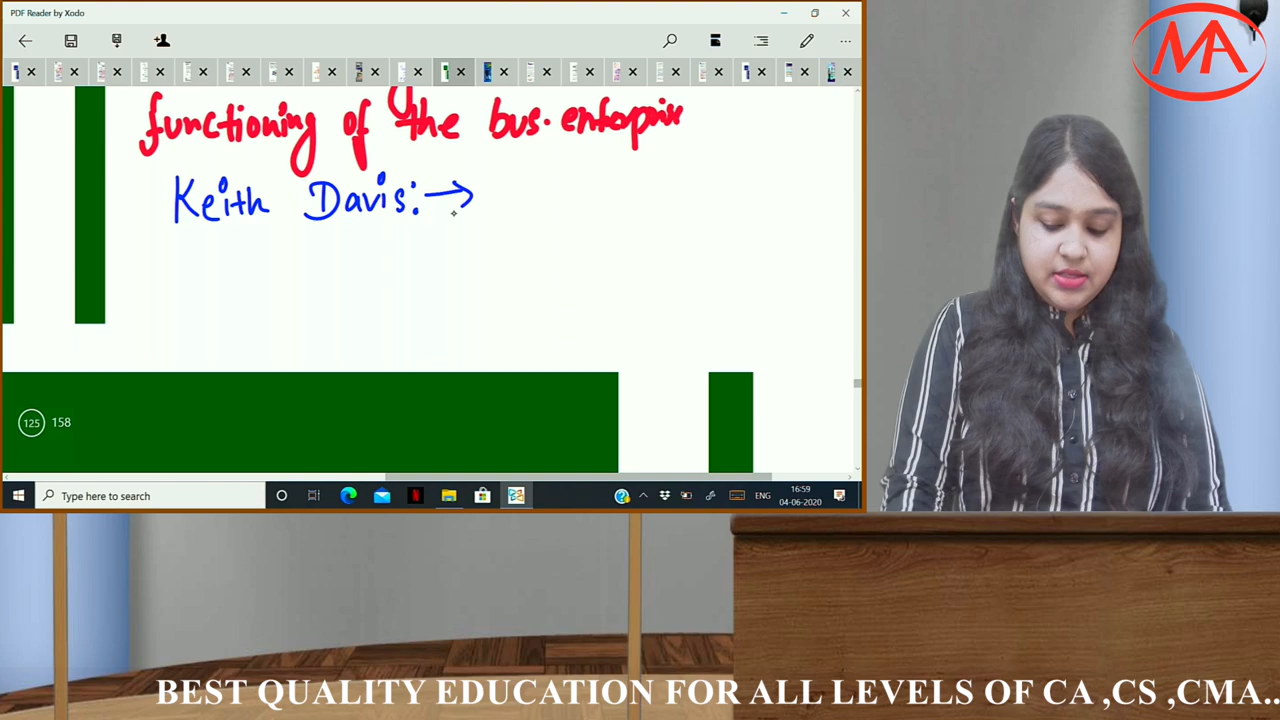 PDF Reader by Xodo
MA
functioning of the bus. enterprise
Keith Davis:→
125 158
Type here to search
ENG
16:59
04-06-2020
BEST QUALITY EDUCATION FOR ALL LEVELS OF CA ,CS ,CMA..